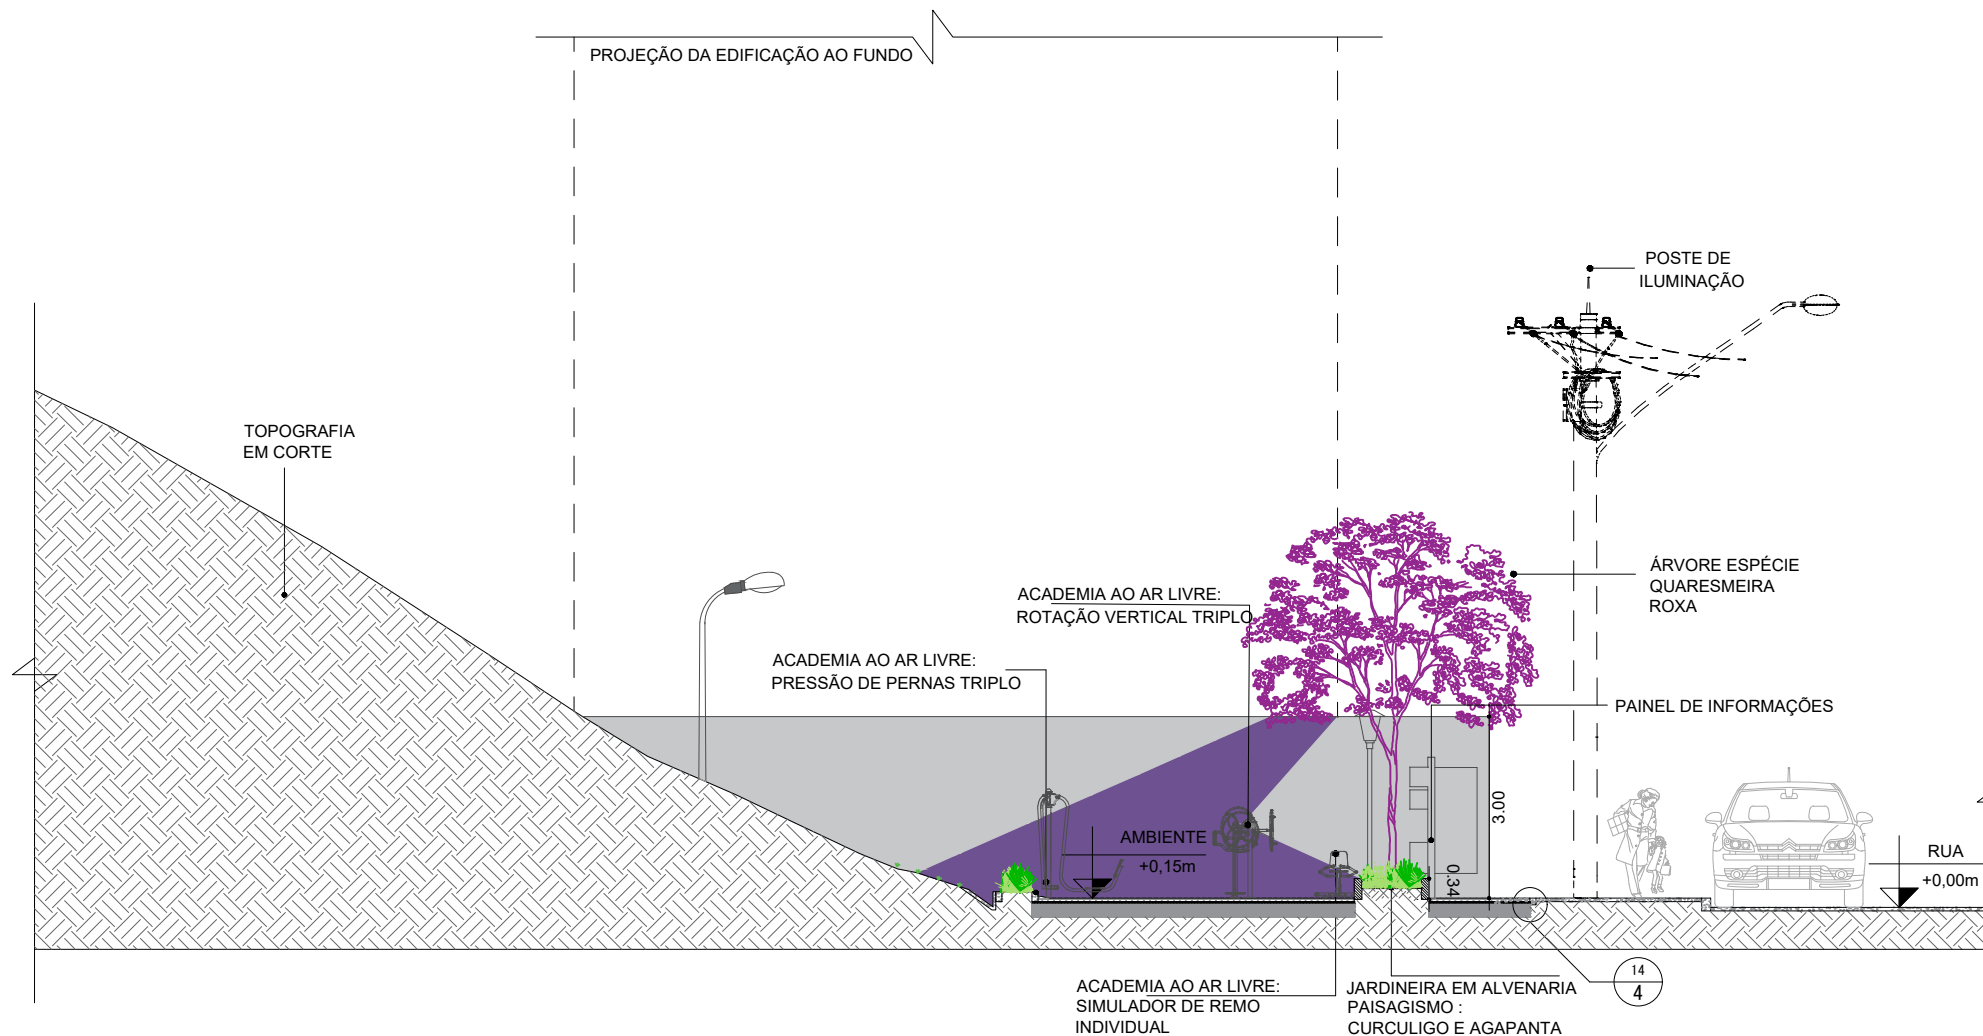 PROJEÇÃO DA EDIFICAÇÃO AO FUNDO
POSTE DE
ILUMINAÇÃO
TOPOGRAFIA
EM CORTE
ÁRVORE ESPÉCIE
QUARESMEIRA
ROXA
ACADEMIA AO AR LIVRE:
ROTAÇÃO VERTICAL TRIPLO
ACADEMIA AO AR LIVRE:
PRESSÃO DE PERNAS TRIPLO
PAINEL DE INFORMAÇÕES
3.00
AMBIENTE
+0,15m
0.34
RUA
+0,00m
ACADEMIA AO AR LIVRE:
SIMULADOR DE REMO
INDIVIDUAL
JARDINEIRA EM ALVENARIA
PAISAGISMO :
CURCULIGO E AGAPANTA
14
4